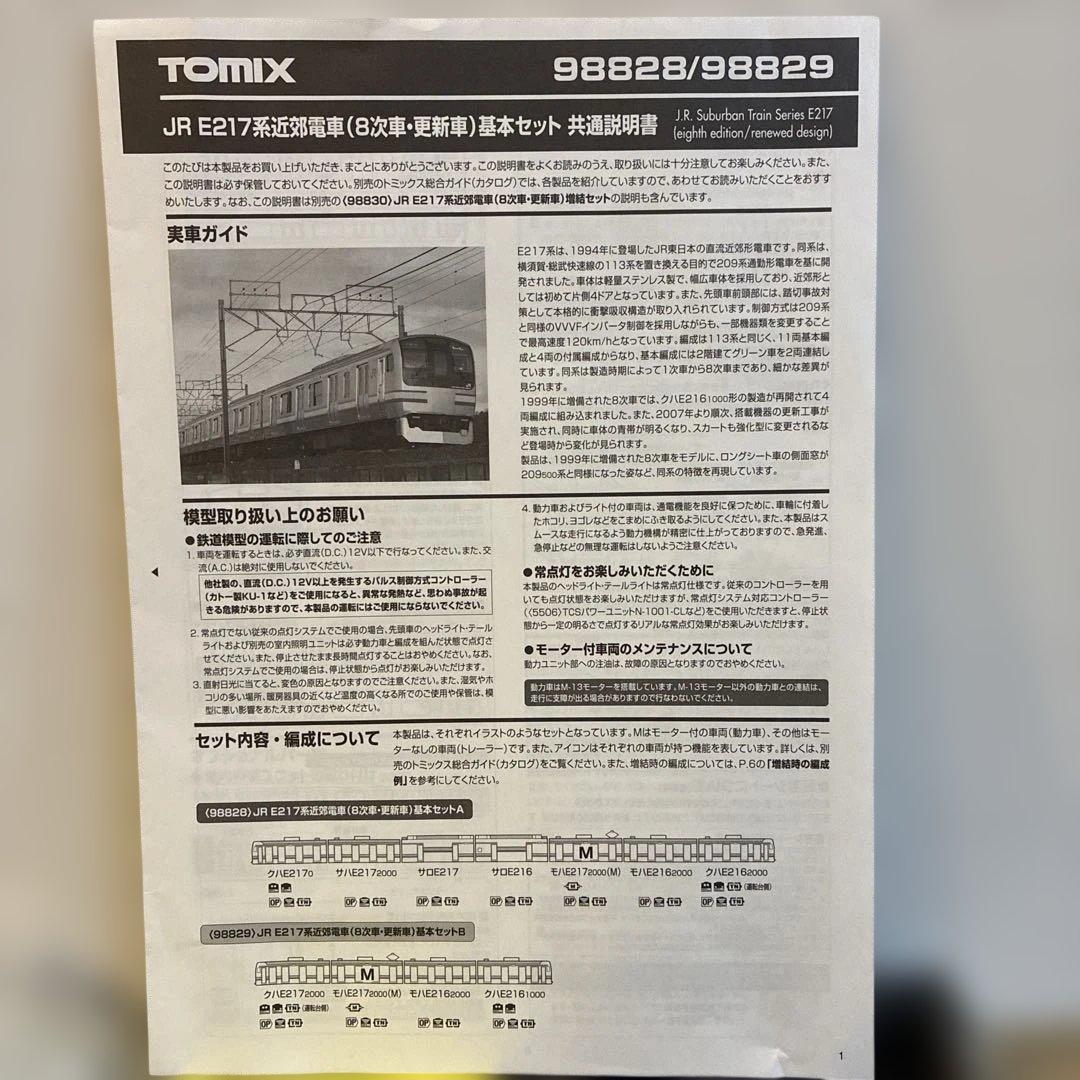 TOMIX
98828/98829
JR E217系近郊電車(8次車・更新車)基本セット 共通説明書
J.R. Suburban Train Series E217
(eighth edition/renewed design)
このたびは本製品をお買い上げいただき、まことにありがとうございます。この説明書をよくお読みのうえ、取り扱いには十分注意してお楽しみください。また、
この説明書は必ず保管しておいてください。別売のトミックス総合ガイド(カタログ)では、各製品を紹介していますので、あわせてお読みいただくことをおすす
めいたします。なお、この説明書は別売の〈98830〉JR E217系近郊電車(8次車・更新車)増結セットの説明も含んでいます。
実車ガイド
E217系は、1994年に登場したJR東日本の直流近郊形電車です。同系は、
横須賀・総武快速線の113系を置き換える目的で209系通勤形電車を基に開
発されました。車体は軽量ステンレス製で、幅広車体を採用しており、近郊形と
しては初めて片側4ドアとなっています。また、先頭車前頭部には、踏切事故対
策として本格的に衝撃吸収構造が取り入れられています。制御方式は209系
と同様のVVVFインバータ制御を採用しながらも、一部機器類を変更すること
で最高速度120km/hとなっています。編成は113系と同じく、11両基本編
成と4両の付属編成からなり、基本編成には2階建てグリーン車を2両連結し
ています。同系は製造時期によって1次車から8次車まであり、細かな差異が
見られます。
1999年に増備された8次車では、クハE2161000形の製造が再開されて4
両編成に組み込まれました。また、2007年より順次、搭載機器の更新工事が
実施され、同時に車体の青帯が明るくなり、スカートも強化型に変更されるな
ど登場時から変化が見られます。
製品は、1999年に増備された8次車をモデルに、ロングシート車の側面窓が
209500系と同様になった姿など、同系の特徴を再現しています。
模型取り扱い上のお願い
●鉄道模型の運転に際してのご注意
1. 車両を運転するときは、必ず直流(D.C.)12V以下で行なってください。また、交
流(A.C.)は絶対に使用しないでください。
他社製の、直流(D.C.)12V以上を発生するパルス制御方式コントローラー
(カトー製KU-1など)をご使用になると、異常な発熱など、思わぬ事故が起
きる危険がありますので、本製品の運転にはご使用にならないでください。
2. 常点灯でない従来の点灯システムでご使用の場合、先頭車のヘッドライト・テール
ライトおよび別売の室内照明ユニットは必ず動力車と編成を組んだ状態で点灯さ
せてください。また、停止させたまま長時間点灯することはおやめください。なお、
常点灯システムでご使用の場合は、停止状態から点灯がお楽しみいただけます。
3. 直射日光に当てると、変色の原因となりますのでご注意ください。また、湿気やホ
コリの多い場所、暖房器具の近くなど温度の高くなる所でのご使用や保管は、模
型に悪い影響をあたえますのでおやめください。
4. 動力車およびライト付の車両は、通電機能を良好に保つために、車輪に付着し
たホコリ、ヨゴレなどをこまめにふき取るようにしてください。また、本製品はス
ムースな走行になるよう動力機構が精密に仕上がっておりますので、急発進、
急停止などの無理な運転はしないようご注意ください。
●常点灯をお楽しみいただくために
本製品のヘッドライト・テールライトは常点灯仕様です。従来のコントローラーを用
いても点灯状態をお楽しみいただけますが、常点灯システム対応コントローラー
(〈5506〉TCSパワーユニットN-1001-CLなど)をご使用いただきますと、停止状
態から一定の明るさで点灯するリアルな常点灯効果がお楽しみいただけます。
●モーター付車両のメンテナンスについて
動力ユニット部への注油は、故障の原因となりますのでおやめください。
動力車はM-13モーターを搭載しています。M-13モーター以外の動力車との連結は、
走行に支障が出る場合がありますので行なわないでください。
セット内容・編成について
本製品は、それぞれイラストのようなセットとなっています。Mはモーター付の車両(動力車)、その他はモー
ターなしの車両(トレーラー)です。また、アイコンはそれぞれの車両が持つ機能を表しています。詳しくは、別
売のトミックス総合ガイド(カタログ)をご覧ください。また、増結時の編成については、P.6の「増結時の編成
例」を参考にしてください。
〈98828〉JR E217系近郊電車(8次車・更新車)基本セットA
M
クハE2170 サハE2172000 サロE217 サロE216 モハE2172000(M) モハE2162000 クハE2162000
M TN (運転台側)
OP TN OP TN OP TN OP TN OP TN OP TN OP TN
〈98829〉JR E217系近郊電車(8次車・更新車)基本セットB
M
クハE2172000 モハE2172000(M) モハE2162000 クハE2161000
TN (運転台側) M
OP TN OP TN OP TN OP TN
1